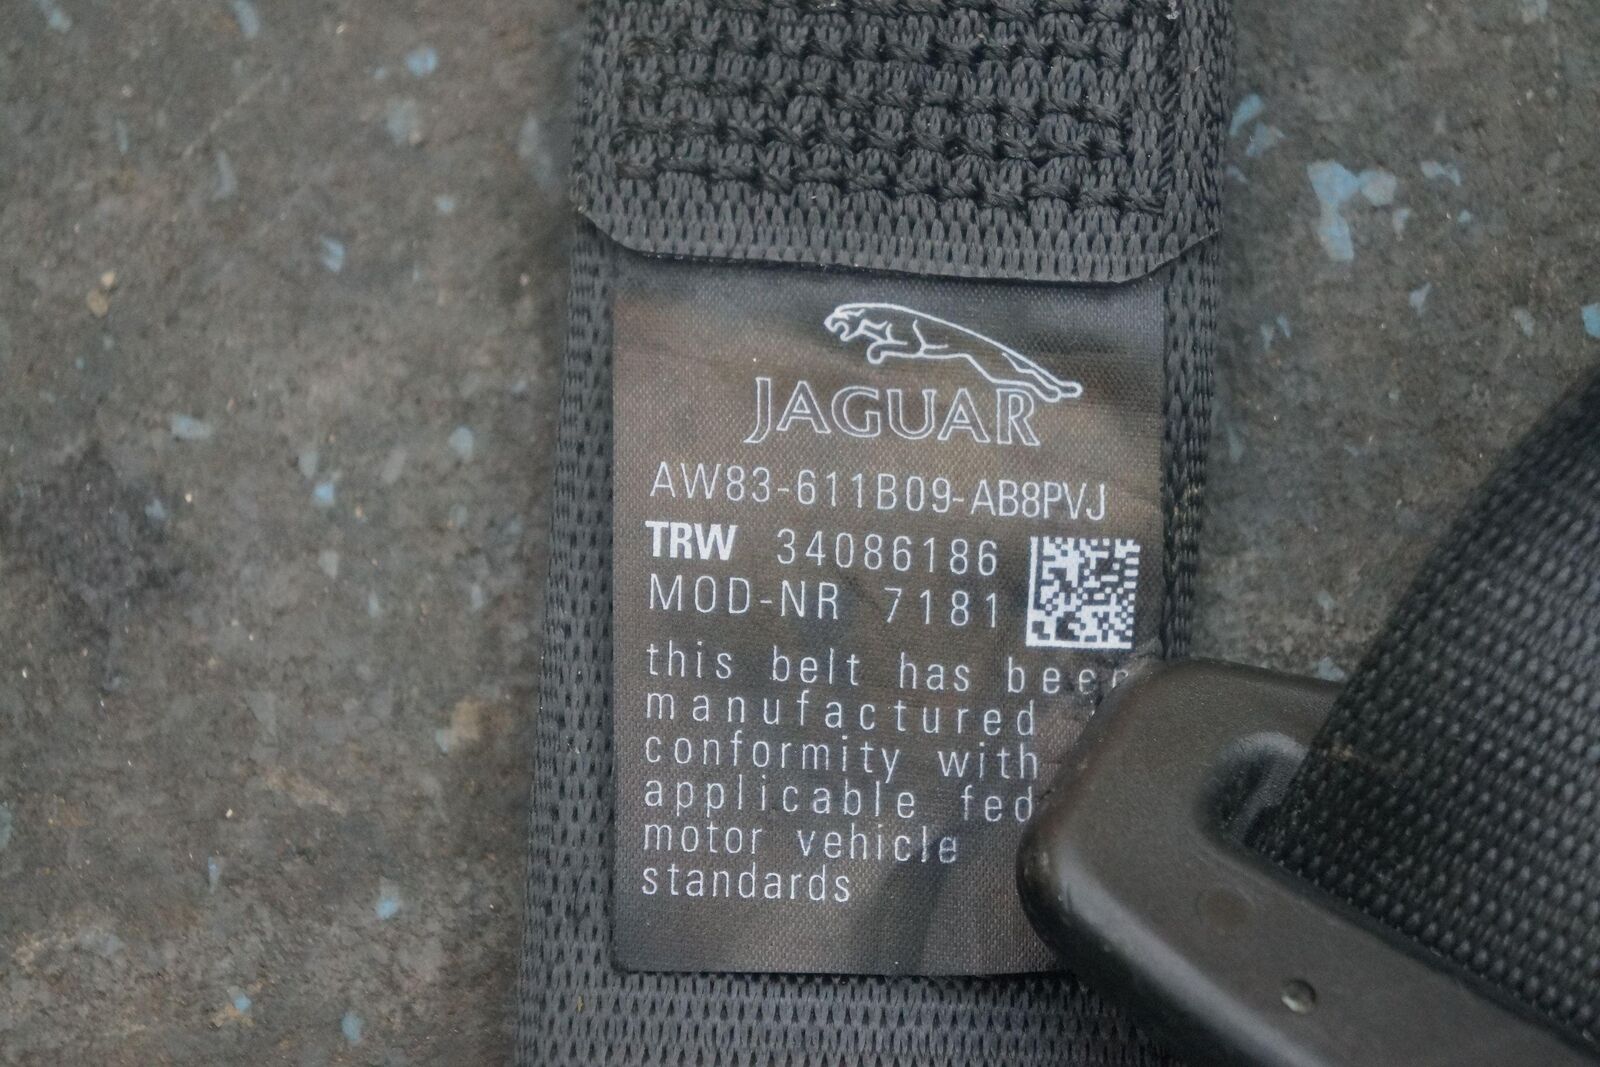 JAGUAR
AW83-611B09-AB8PVJ
TRW 34086186
MOD-NR 7181
this belt has been
manufactured
conformity with
applicable fed
motor vehicle
standards